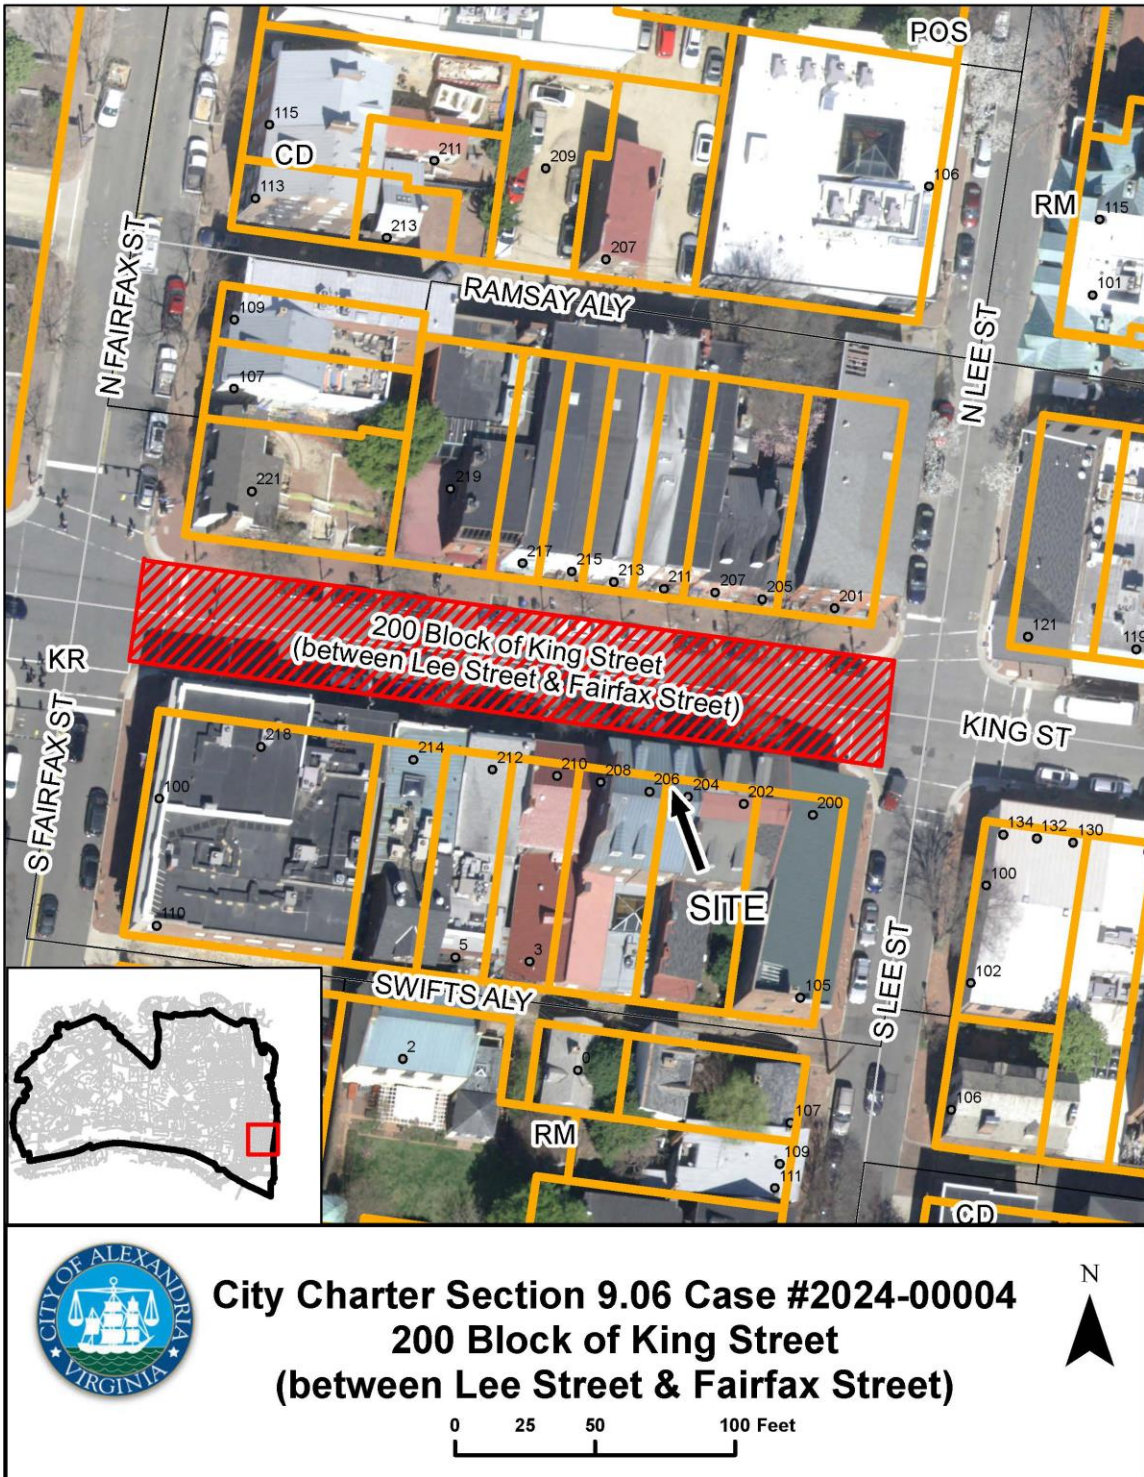 POS
115
CD
211
209
113
213
207
106
RM
115
101
RAMSAY ALY
N FAIRFAX ST
N LEE ST
109
107
221
219
217
215
213
211
207
205
201
121
119
200 Block of King Street
(between Lee Street & Fairfax Street)
KR
KING ST
S FAIRFAX ST
218
214
212
210
208
206
204
202
200
100
110
5
3
105
SITE
134
132
130
100
102
106
S LEE ST
SWIFTS ALY
2
0
107
RM
109
111
CD
CITY OF ALEXANDRIA
VIRGINIA
City Charter Section 9.06 Case #2024-00004
200 Block of King Street
(between Lee Street & Fairfax Street)
N
0 25 50 100 Feet